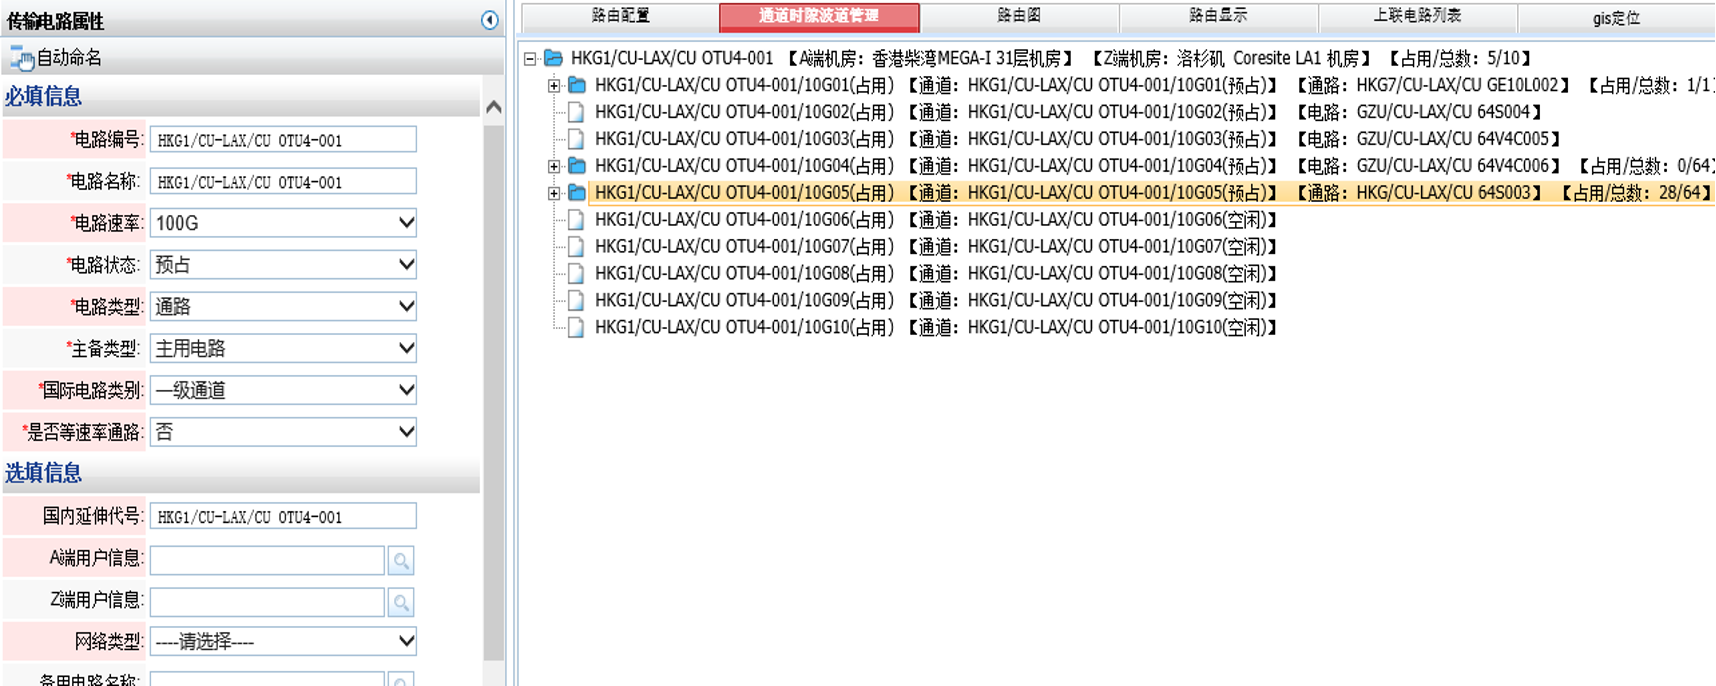 传输电路属性
自动命名
必填信息
*电路编号: HKG1/CU-LAX/CU OTU4-001
*电路名称: HKG1/CU-LAX/CU OTU4-001
*电路速率: 100G
*电路状态: 预占
*电路类型: 通路
*主备类型: 主用电路
*国际电路类别: 一级通道
*是否等速率通路: 否
选填信息
国内延伸代号: HKG1/CU-LAX/CU OTU4-001
A端用户信息:
Z端用户信息:
网络类型: ----请选择----
备用电路名称:
路由配置 通道时隙波道管理 路由图 路由显示 上联电路列表 gis定位
HKG1/CU-LAX/CU OTU4-001 【A端机房: 香港柴湾MEGA-I 31层机房】 【Z端机房: 洛杉矶 Coresite LA1 机房】 【占用/总数: 5/10】
HKG1/CU-LAX/CU OTU4-001/10G01(占用) 【通道: HKG1/CU-LAX/CU OTU4-001/10G01(预占)】 【通路: HKG7/CU-LAX/CU GE10L002】 【占用/总数: 1/1】
HKG1/CU-LAX/CU OTU4-001/10G02(占用) 【通道: HKG1/CU-LAX/CU OTU4-001/10G02(预占)】 【电路: GZU/CU-LAX/CU 64S004】
HKG1/CU-LAX/CU OTU4-001/10G03(占用) 【通道: HKG1/CU-LAX/CU OTU4-001/10G03(预占)】 【电路: GZU/CU-LAX/CU 64V4C005】
HKG1/CU-LAX/CU OTU4-001/10G04(占用) 【通道: HKG1/CU-LAX/CU OTU4-001/10G04(预占)】 【电路: GZU/CU-LAX/CU 64V4C006】 【占用/总数: 0/64】
HKG1/CU-LAX/CU OTU4-001/10G05(占用) 【通道: HKG1/CU-LAX/CU OTU4-001/10G05(预占)】 【通路: HKG/CU-LAX/CU 64S003】 【占用/总数: 28/64】
HKG1/CU-LAX/CU OTU4-001/10G06(占用) 【通道: HKG1/CU-LAX/CU OTU4-001/10G06(空闲)】
HKG1/CU-LAX/CU OTU4-001/10G07(占用) 【通道: HKG1/CU-LAX/CU OTU4-001/10G07(空闲)】
HKG1/CU-LAX/CU OTU4-001/10G08(占用) 【通道: HKG1/CU-LAX/CU OTU4-001/10G08(空闲)】
HKG1/CU-LAX/CU OTU4-001/10G09(占用) 【通道: HKG1/CU-LAX/CU OTU4-001/10G09(空闲)】
HKG1/CU-LAX/CU OTU4-001/10G10(占用) 【通道: HKG1/CU-LAX/CU OTU4-001/10G10(空闲)】